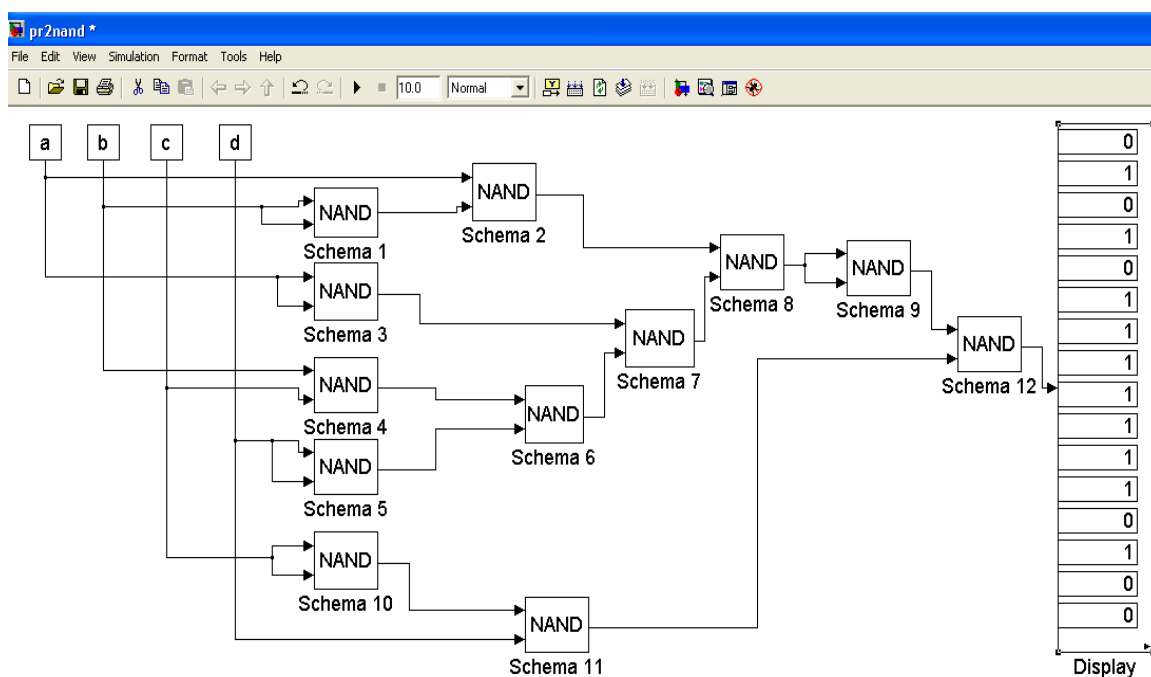 pr2nand *
File Edit View Simulation Format Tools Help
10.0 Normal
a b c d
NAND
Schema 1
NAND
Schema 2
NAND
Schema 3
NAND
Schema 4
NAND
Schema 5
NAND
Schema 6
NAND
Schema 7
NAND
Schema 8
NAND
Schema 9
NAND
Schema 10
NAND
Schema 11
NAND
Schema 12
0
1
0
1
0
1
1
1
1
1
1
1
0
1
0
0
Display